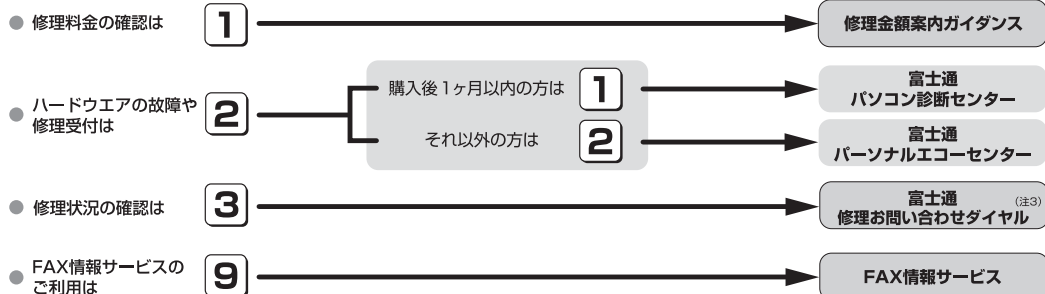 ● 修理料金の確認は 1 修理金額案内ガイダンス
● ハードウエアの故障や
修理受付は 2
購入後1ヶ月以内の方は 1 富士通
パソコン診断センター
それ以外の方は 2 富士通
パーソナルエコーセンター
● 修理状況の確認は 3 富士通 (注3)
修理お問い合わせダイヤル
● FAX情報サービスの
ご利用は 9 FAX情報サービス